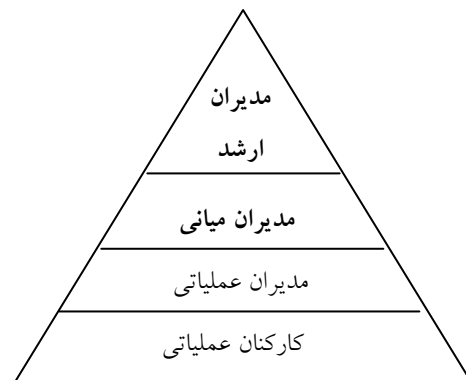 مدیران
ارشد
مدیران میانی
مدیران عملیاتی
کارکنان عملیاتی